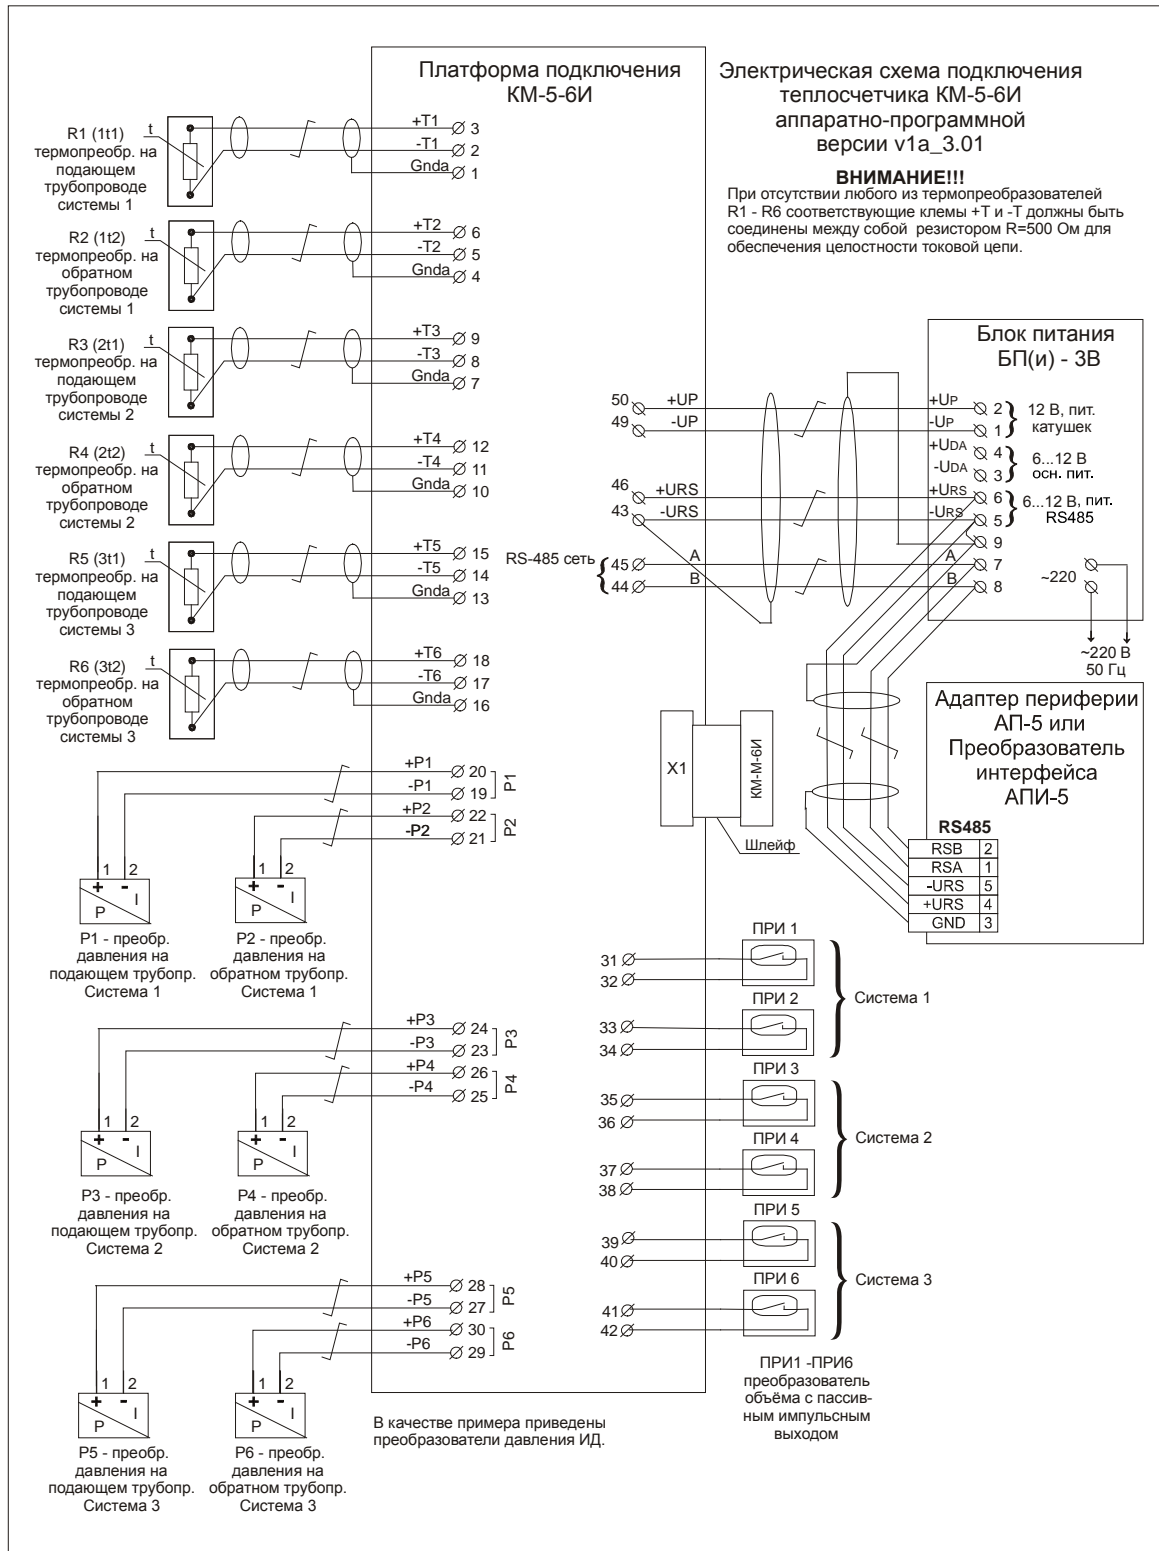 Платформа подключения
КМ-5-6И
Электрическая схема подключения
теплосчетчика КМ-5-6И
аппаратно-программной
версии v1a_3.01
ВНИМАНИЕ!!!
При отсутствии любого из термопреобразователей
R1 - R6 соответствующие клемы +T и -T должны быть
соединены между собой резистором R=500 Ом для
обеспечения целостности токовой цепи.
R1 (1t1)
термопреобр. на
подающем
трубопроводе
системы 1
t
+T1 3
-T1 2
Gnda 1
R2 (1t2)
термопреобр. на
обратном
трубопроводе
системы 1
t
+T2 6
-T2 5
Gnda 4
R3 (2t1)
термопреобр. на
подающем
трубопроводе
системы 2
t
+T3 9
-T3 8
Gnda 7
R4 (2t2)
термопреобр. на
обратном
трубопроводе
системы 2
t
+T4 12
-T4 11
Gnda 10
R5 (3t1)
термопреобр. на
подающем
трубопроводе
системы 3
t
+T5 15
-T5 14
Gnda 13
R6 (3t2)
термопреобр. на
обратном
трубопроводе
системы 3
t
+T6 18
-T6 17
Gnda 16
50 +UP
49 -UP
46 +URS
43 -URS
RS-485 сеть
45 A
44 B
Блок питания
БП(и) - 3В
+UP 2
-UP 1
12 В, пит.
катушек
+UDA 4
-UDA 3
6...12 В
осн. пит.
+URS 6
-URS 5
6...12 В, пит.
RS485
9
A 7
B 8
~220
~220 В
50 Гц
X1
КМ-М-6И
Шлейф
Адаптер периферии
АП-5 или
Преобразователь
интерфейса
АПИ-5
RS485
RSB 2
RSA 1
-URS 5
+URS 4
GND 3
+P1 20
-P1 19
P1
+P2 22
-P2 21
P2
1 2
+ -
P I
1 2
+ -
P I
P1 - преобр.
давления на
подающем трубопр.
Система 1
P2 - преобр.
давления на
обратном трубопр.
Система 1
+P3 24
-P3 23
P3
+P4 26
-P4 25
P4
1 2
+ -
P I
1 2
+ -
P I
P3 - преобр.
давления на
подающем трубопр.
Система 2
P4 - преобр.
давления на
обратном трубопр.
Система 2
+P5 28
-P5 27
P5
+P6 30
-P6 29
P6
1 2
+ -
P I
1 2
+ -
P I
P5 - преобр.
давления на
подающем трубопр.
Система 3
P6 - преобр.
давления на
обратном трубопр.
Система 3
ПРИ 1
31
32
ПРИ 2
33
34
Система 1
ПРИ 3
35
36
ПРИ 4
37
38
Система 2
ПРИ 5
39
40
ПРИ 6
41
42
Система 3
ПРИ1 -ПРИ6
преобразователь
объёма с пассив-
ным импульсным
выходом
В качестве примера приведены
преобразователи давления ИД.